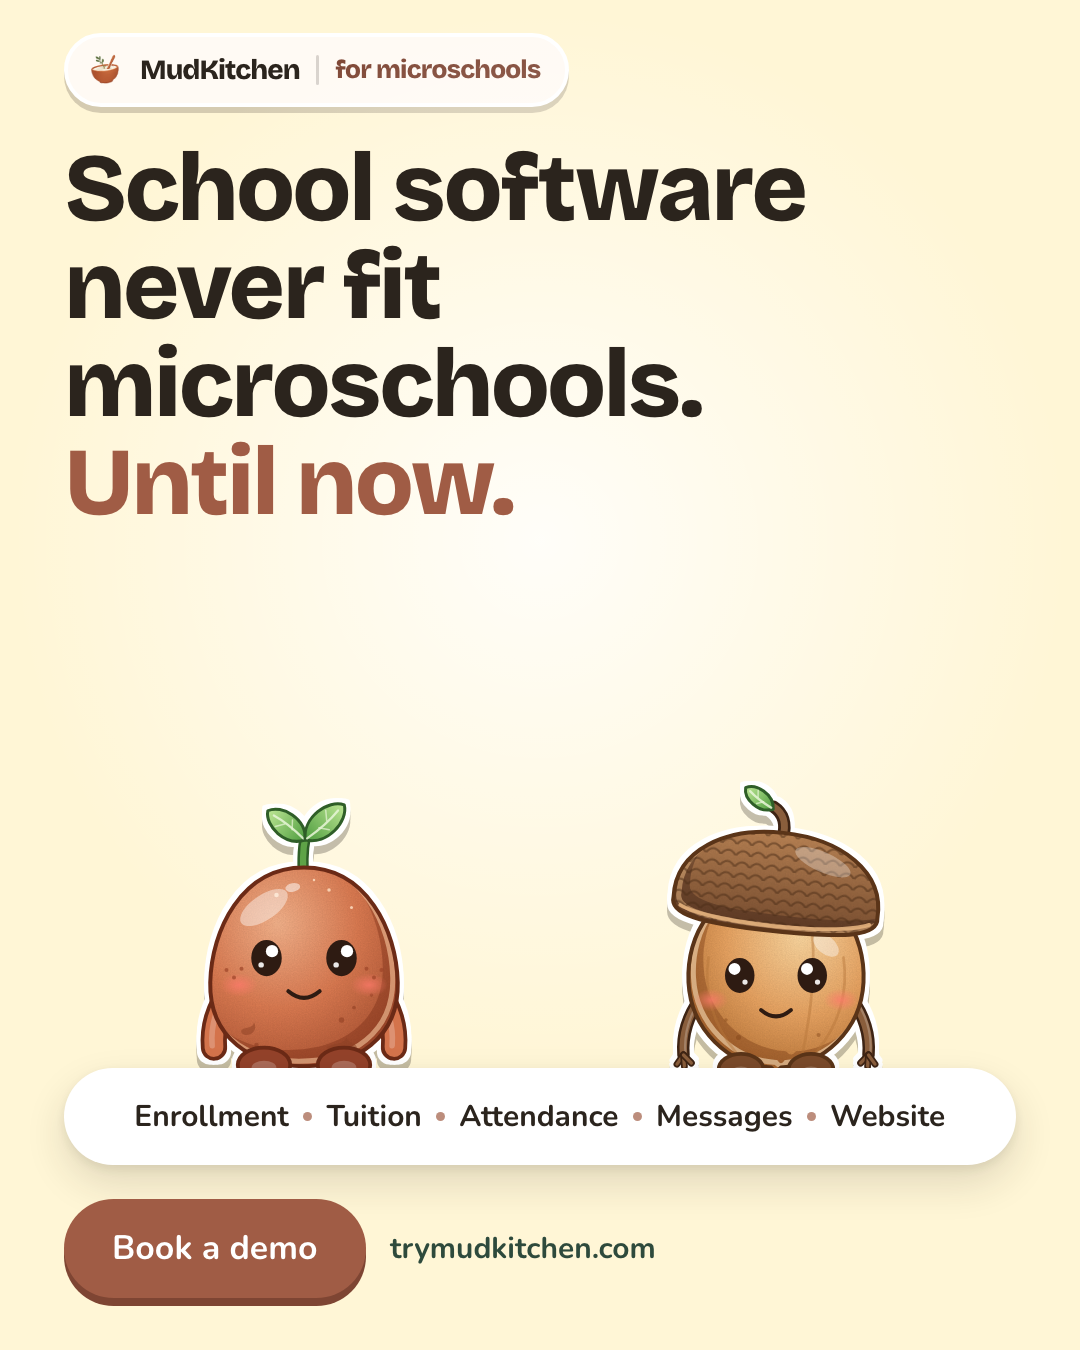 MudKitchen | for microschools
School software
never fit
microschools.
Until now.
Enrollment • Tuition • Attendance • Messages • Website
Book a demo
trymudkitchen.com